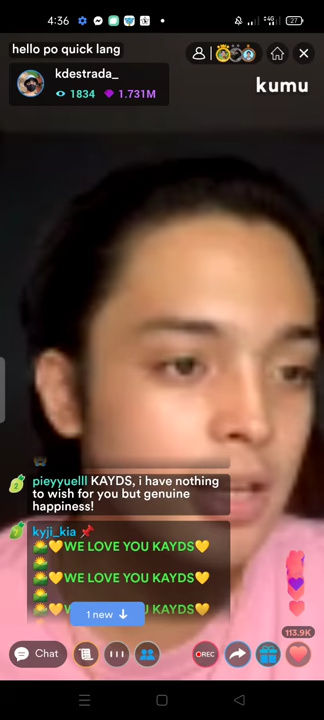 4:36
27
hello po quick lang
kdestrada_
1834 1.731M
kumu
pieyyuelll KAYDS, i have nothing
to wish for you but genuine
happiness!
kyji_kia
WE LOVE YOU KAYDS
WE LOVE YOU KAYDS
1 new
113.9K
Chat
REC